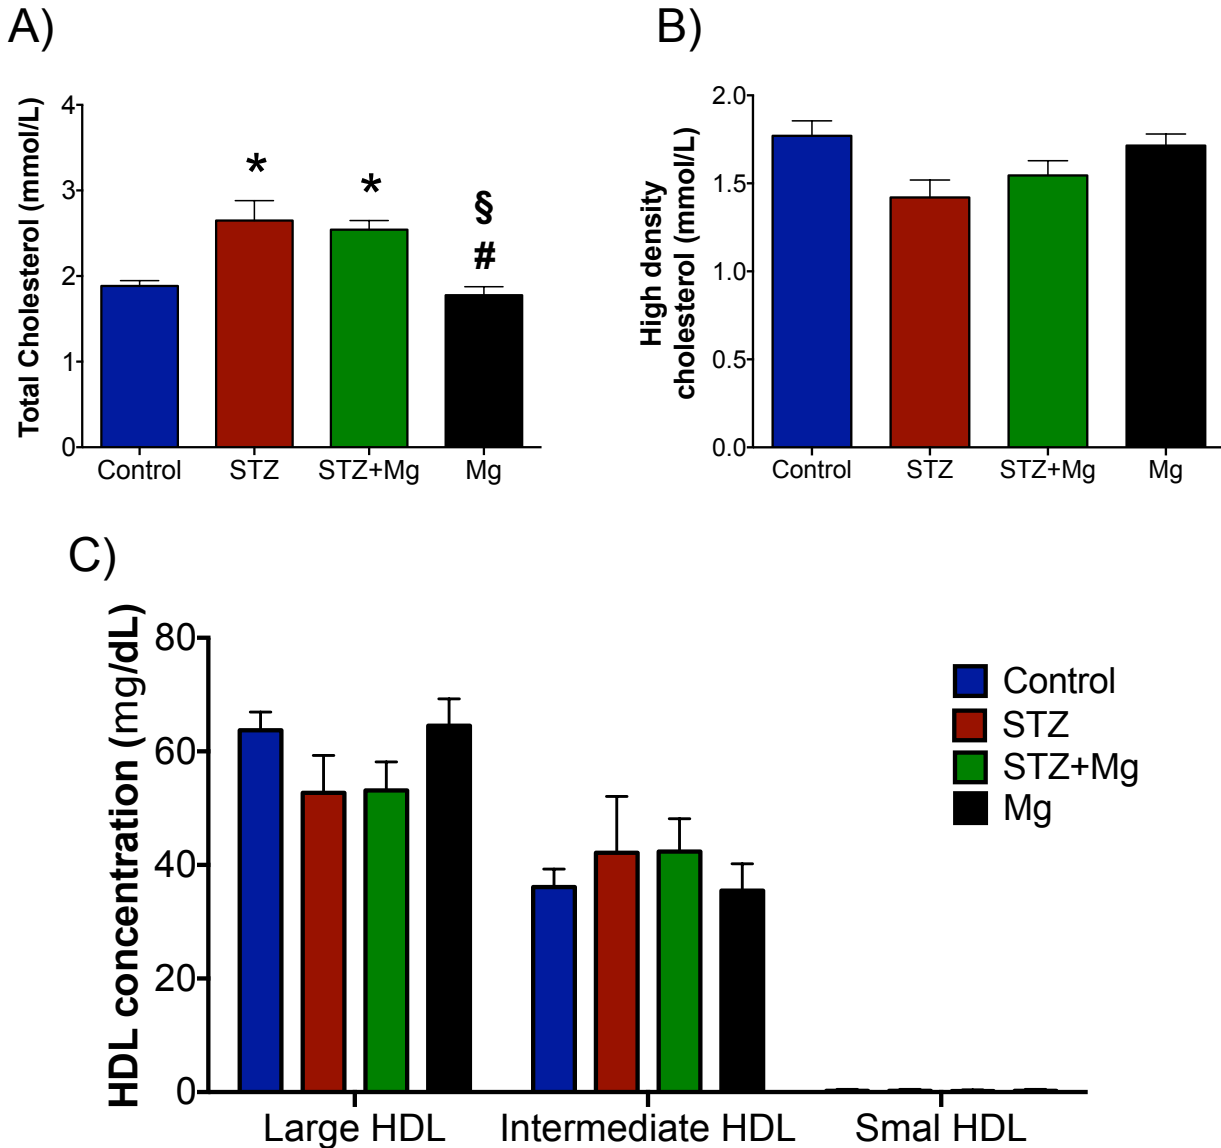 A)
Total Cholesterol (mmol/L)
4
3
2
1
0
*
*
§
#
Control
STZ
STZ+Mg
Mg
B)
High density
cholesterol (mmol/L)
2.0
1.5
1.0
0.5
0.0
Control
STZ
STZ+Mg
Mg
C)
HDL concentration (mg/dL)
80
60
40
20
0
Large HDL
Intermediate HDL
Smal HDL
Control
STZ
STZ+Mg
Mg